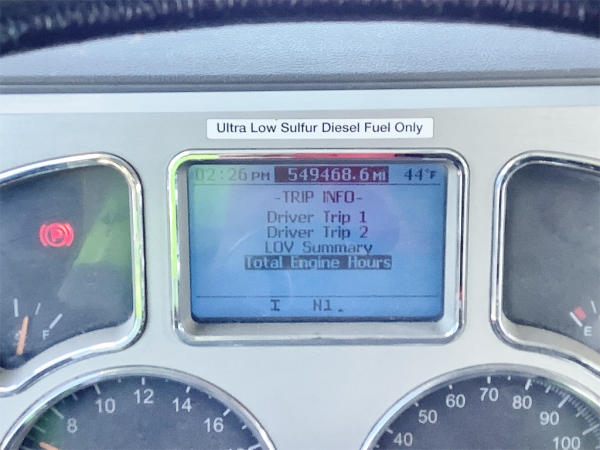 Ultra Low Sulfur Diesel Fuel Only
02:26 PM 549468.6 MI 44°F
-TRIP INFO-
Driver Trip 1
Driver Trip 2
LOV Summary
Total Engine Hours
I N1
P
F
E
8 10 12 14 16
40 50 60 70 80 90 100